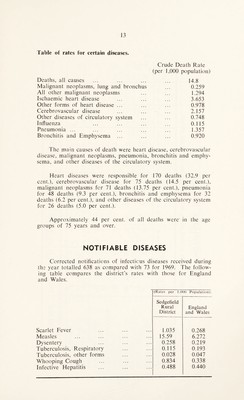 13
Table of rates for certain diseases.
Crude Death Rate
(per 1,000 population)
Deaths, all causes ... ... ... 14.8
Malignant neoplasms, lung and bronchus ... 0.259
All other malignant neoplasms ... 1.294
Ischaemic heart disease ... ... 3.653
Other forms of heart disease ... ... 0.978
Cerebrovascular disease ... ... 2.157
Other diseases of circulatory system ... 0.748
Influenza ... ... ... ... 0.115
Pneumonia ... ... ... ... 1.357
Bronchitis and Emphysema ... ... 0.920
The main causes of death were heart disease, cerebrovascular
disease, malignant neoplasms, pneumonia, bronchitis and emphy-
sema, and other diseases of the circulatory system.
Heart diseases were responsible for 170 deaths (32.9 per
cent.), cerebrovascular disease for 75 deaths (14.5 per cent.),
malignant neoplasms for 71 deaths (13.75 per cent.), pneumonia
for 48 deaths (9.3 per cent.), bronchitis and emphysema for 32
deaths (6.2 per cent.), and other diseases of the circulatory system
for 26 deaths (5.0 per cent.).
Approximately 44 per cent. of all deaths were in the age
groups of 75 years and over.
NOTIFIABLE DISEASES
Corrected notifications of infectious diseases received during
the year totalled 638 as compared with 73 for 1969. The follow-
ing table compares the district's rates with those for England
and Wales.
(Rates per 1,000 Population)
Sedgefield
Rural
District
England
and Wales
Scarlet Fever ... ... ... 1.035 0.268
Measles ... ... ... 15.59 6.272
Dysentery ... ... ... 0.258 0.219
Tuberculosis, Respiratory ... ... 0.115 0.193
Tuberculosis, other forms ... ... 0.028 0.047
Whooping Cough ... ... ... 0.834 0.338
Infective Hepatitis ... ... ... 0.488 0.440